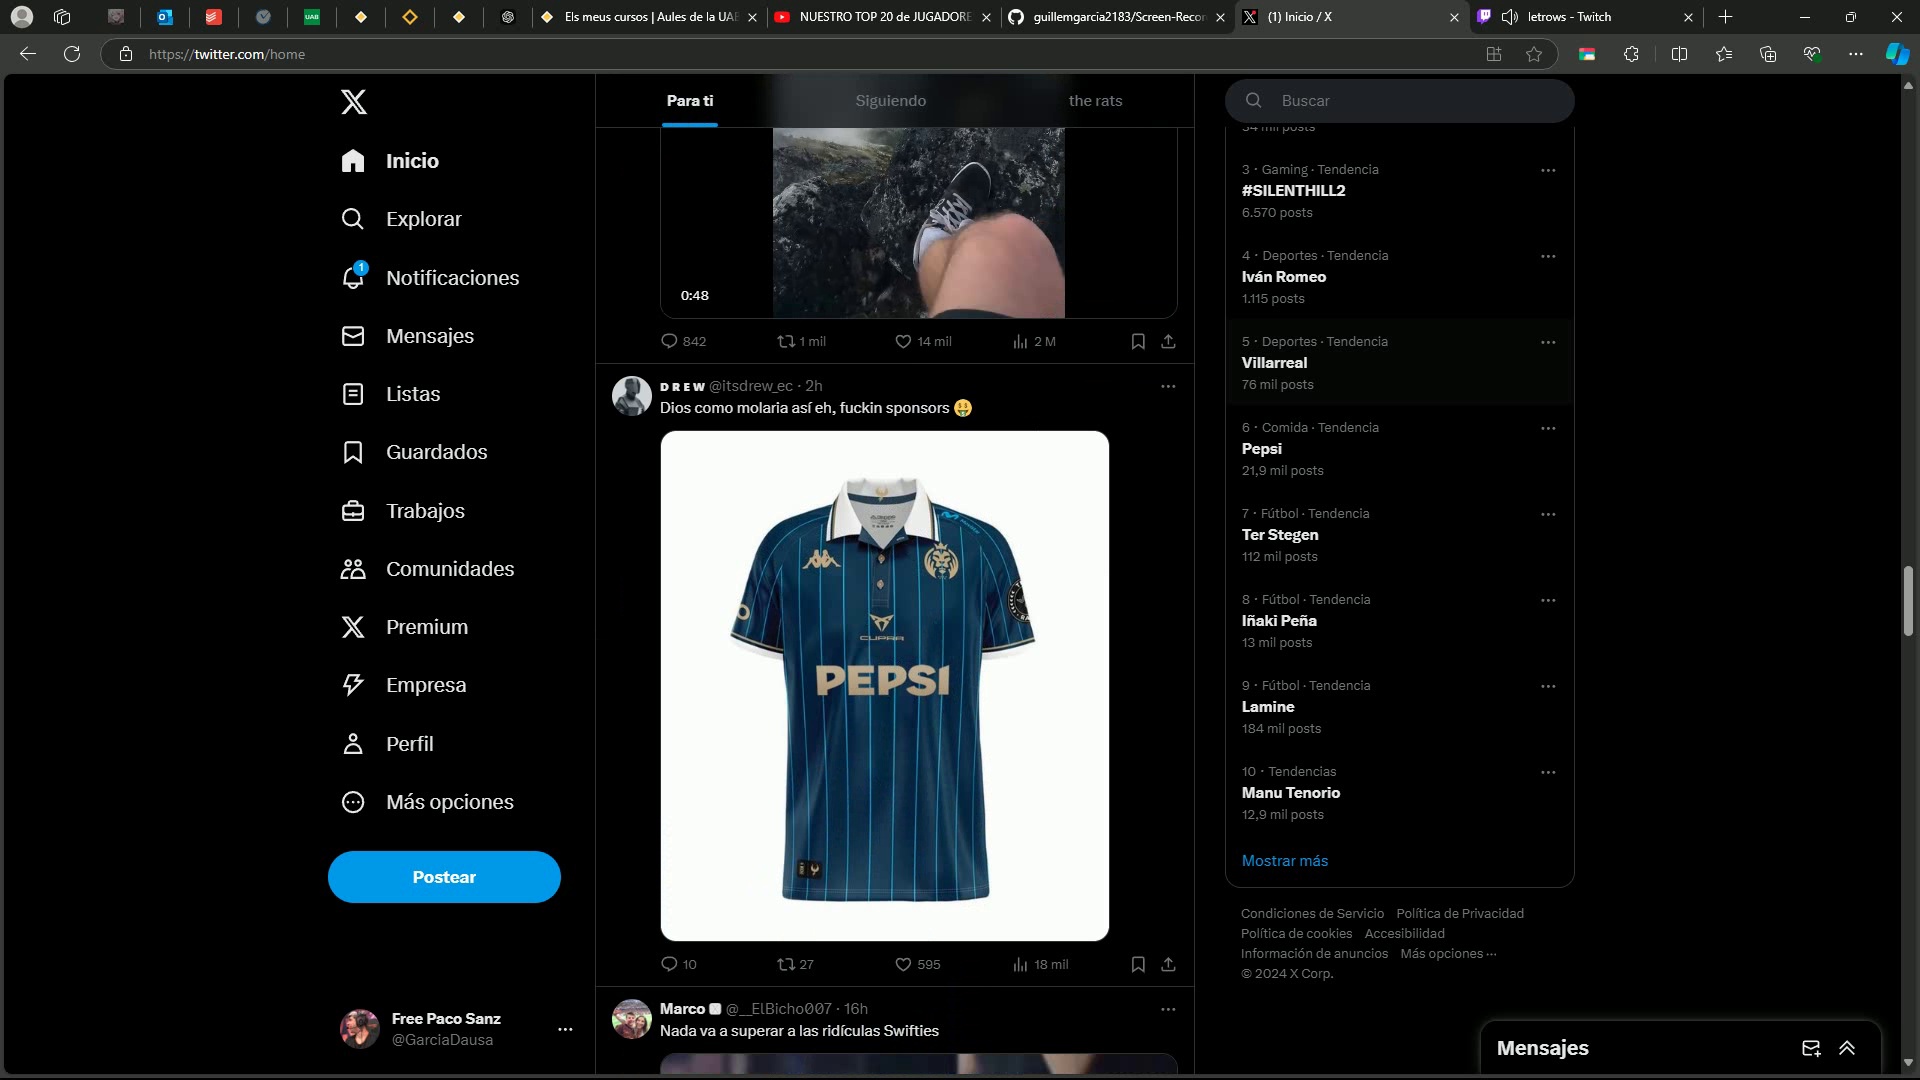 Els meus cursos | Aules de la UAB
NUESTRO TOP 20 de JUGADORE
guillemgarcia2183/Screen-Recor
(1) Inicio / X
letrows - Twitch
https://twitter.com/home
Inicio
Explorar
1
Notificaciones
Mensajes
Listas
Guardados
Trabajos
Comunidades
Premium
Empresa
Perfil
Más opciones
Postear
Free Paco Sanz
@GarciaDausa
Para ti
Siguiendo
the rats
0:48
842
1 mil
14 mil
2 M
DREW @itsdrew_ec · 2h
Dios como molaria así eh, fuckin sponsors 🤑
CUPRA
PEPSI
10
27
595
18 mil
Marco @__ElBicho007 · 16h
Nada va a superar a las ridículas Swifties
Buscar
34 mil posts
3 · Gaming · Tendencia
#SILENTHILL2
6.570 posts
4 · Deportes · Tendencia
Iván Romeo
1.115 posts
5 · Deportes · Tendencia
Villarreal
76 mil posts
6 · Comida · Tendencia
Pepsi
21,9 mil posts
7 · Fútbol · Tendencia
Ter Stegen
112 mil posts
8 · Fútbol · Tendencia
Iñaki Peña
13 mil posts
9 · Fútbol · Tendencia
Lamine
184 mil posts
10 · Tendencias
Manu Tenorio
12,9 mil posts
Mostrar más
Condiciones de Servicio Política de Privacidad
Política de cookies Accesibilidad
Información de anuncios Más opciones ···
© 2024 X Corp.
Mensajes